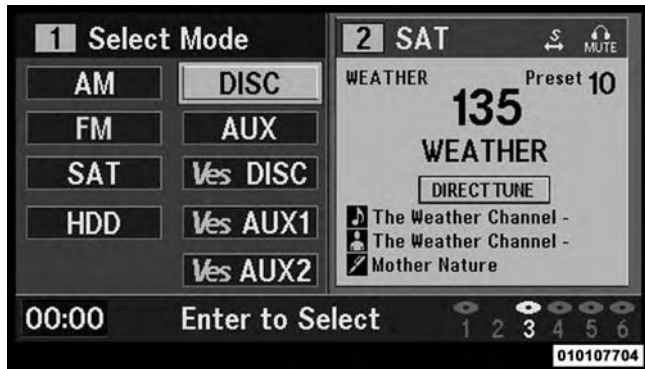 1 Select Mode
AM
DISC
FM
AUX
SAT
Ves DISC
HDD
Ves AUX1
Ves AUX2
2 SAT
S
MUTE
WEATHER
Preset 10
135
WEATHER
DIRECT TUNE
The Weather Channel -
The Weather Channel -
Mother Nature
00:00
Enter to Select
1 2 3 4 5 6
010107704